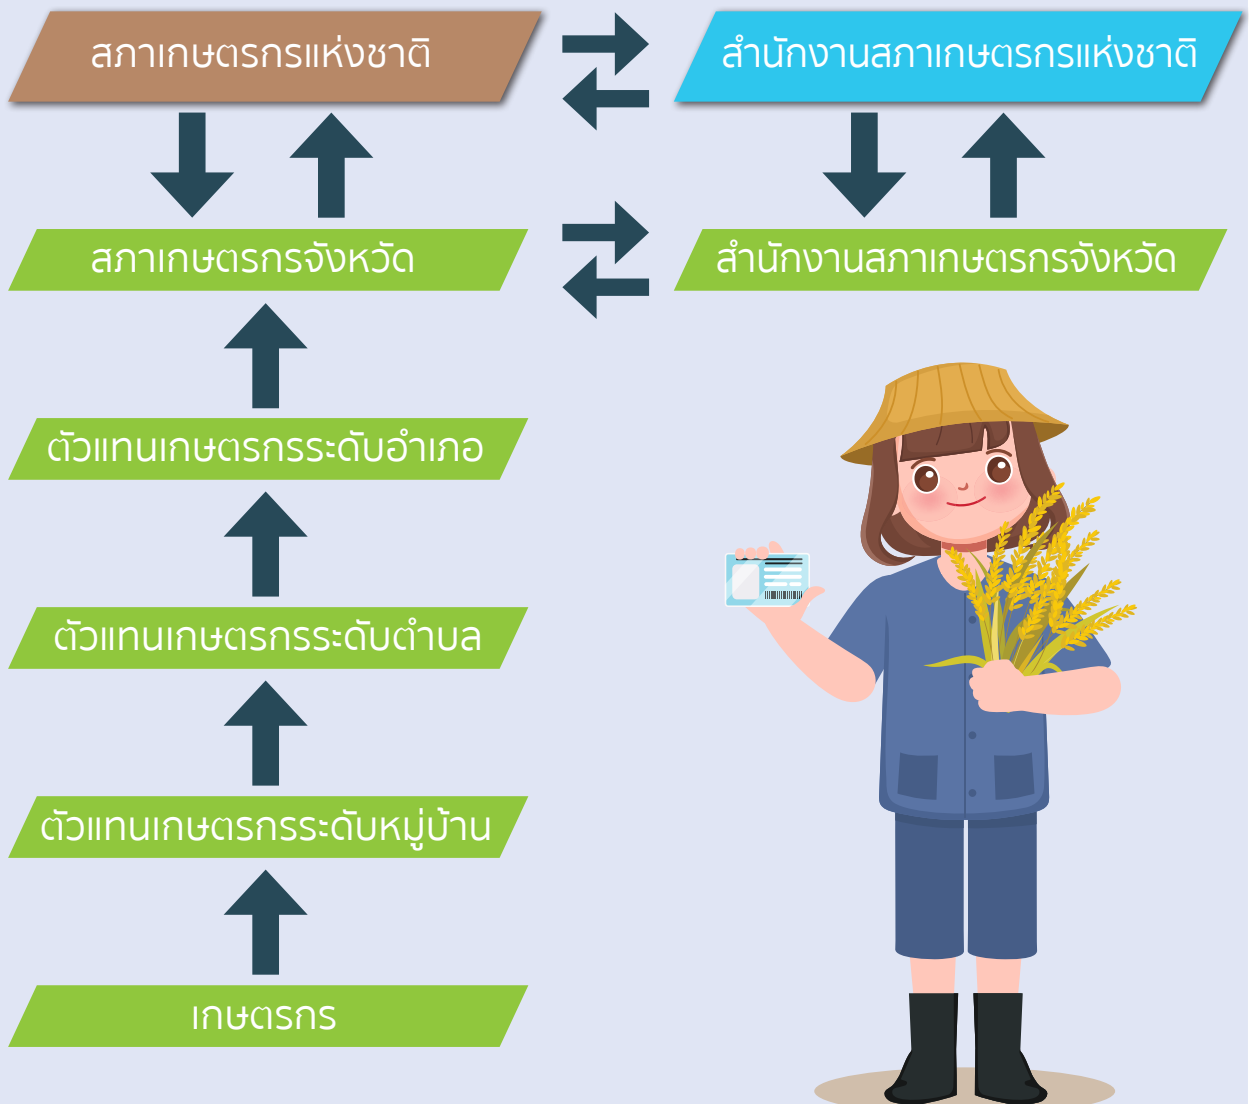 สภาเกษตรกรแห่งชาติ
สำนักงานสภาเกษตรกรแห่งชาติ
สภาเกษตรกรจังหวัด
สำนักงานสภาเกษตรกรจังหวัด
ตัวแทนเกษตรกรระดับอำเภอ
ตัวแทนเกษตรกรระดับตำบล
ตัวแทนเกษตรกรระดับหมู่บ้าน
เกษตรกร